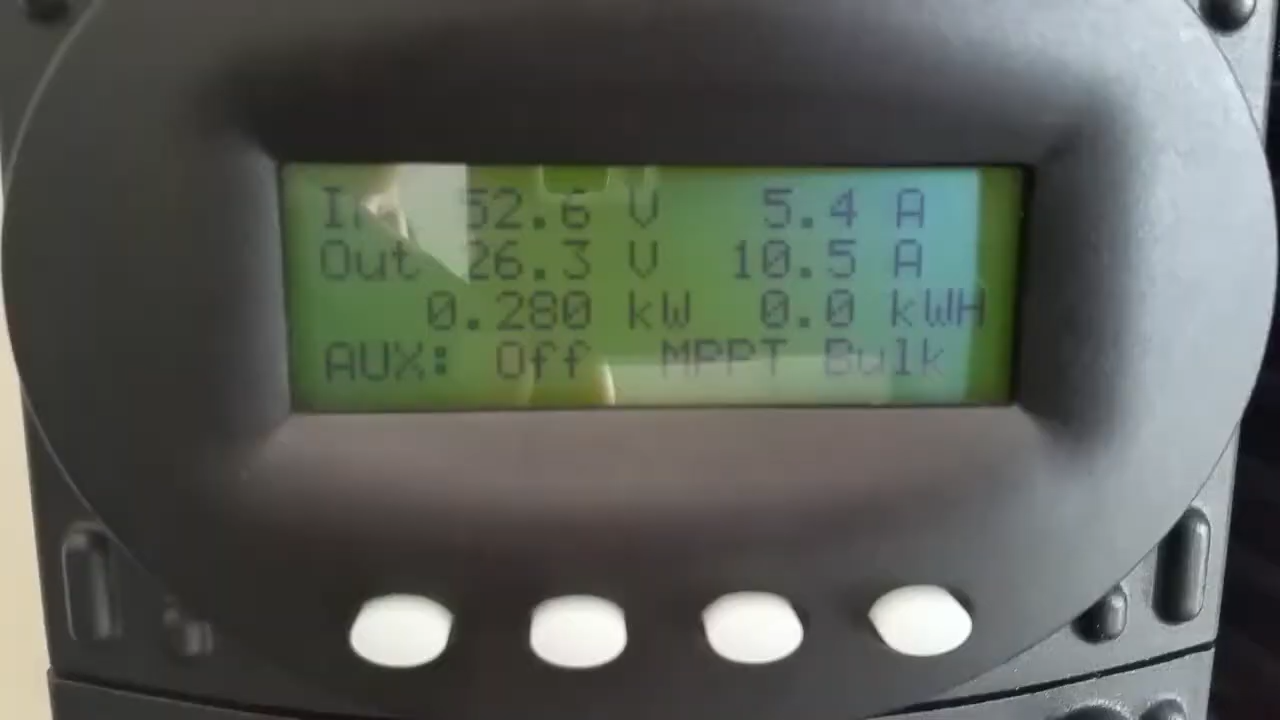 In 52.6 V 5.4 A
Out 26.3 V 10.5 A
0.280 kW 0.0 kWH
AUX: Off MPPT Bulk